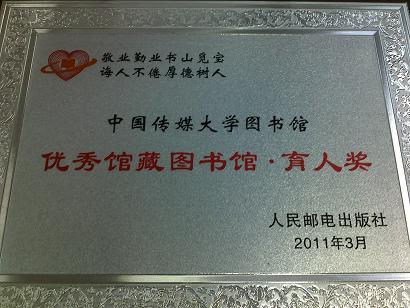 敬业勤业书山觅宝
诲人不倦厚德树人
中国传媒大学图书馆
优秀馆藏图书馆·育人奖
人民邮电出版社
2011年3月